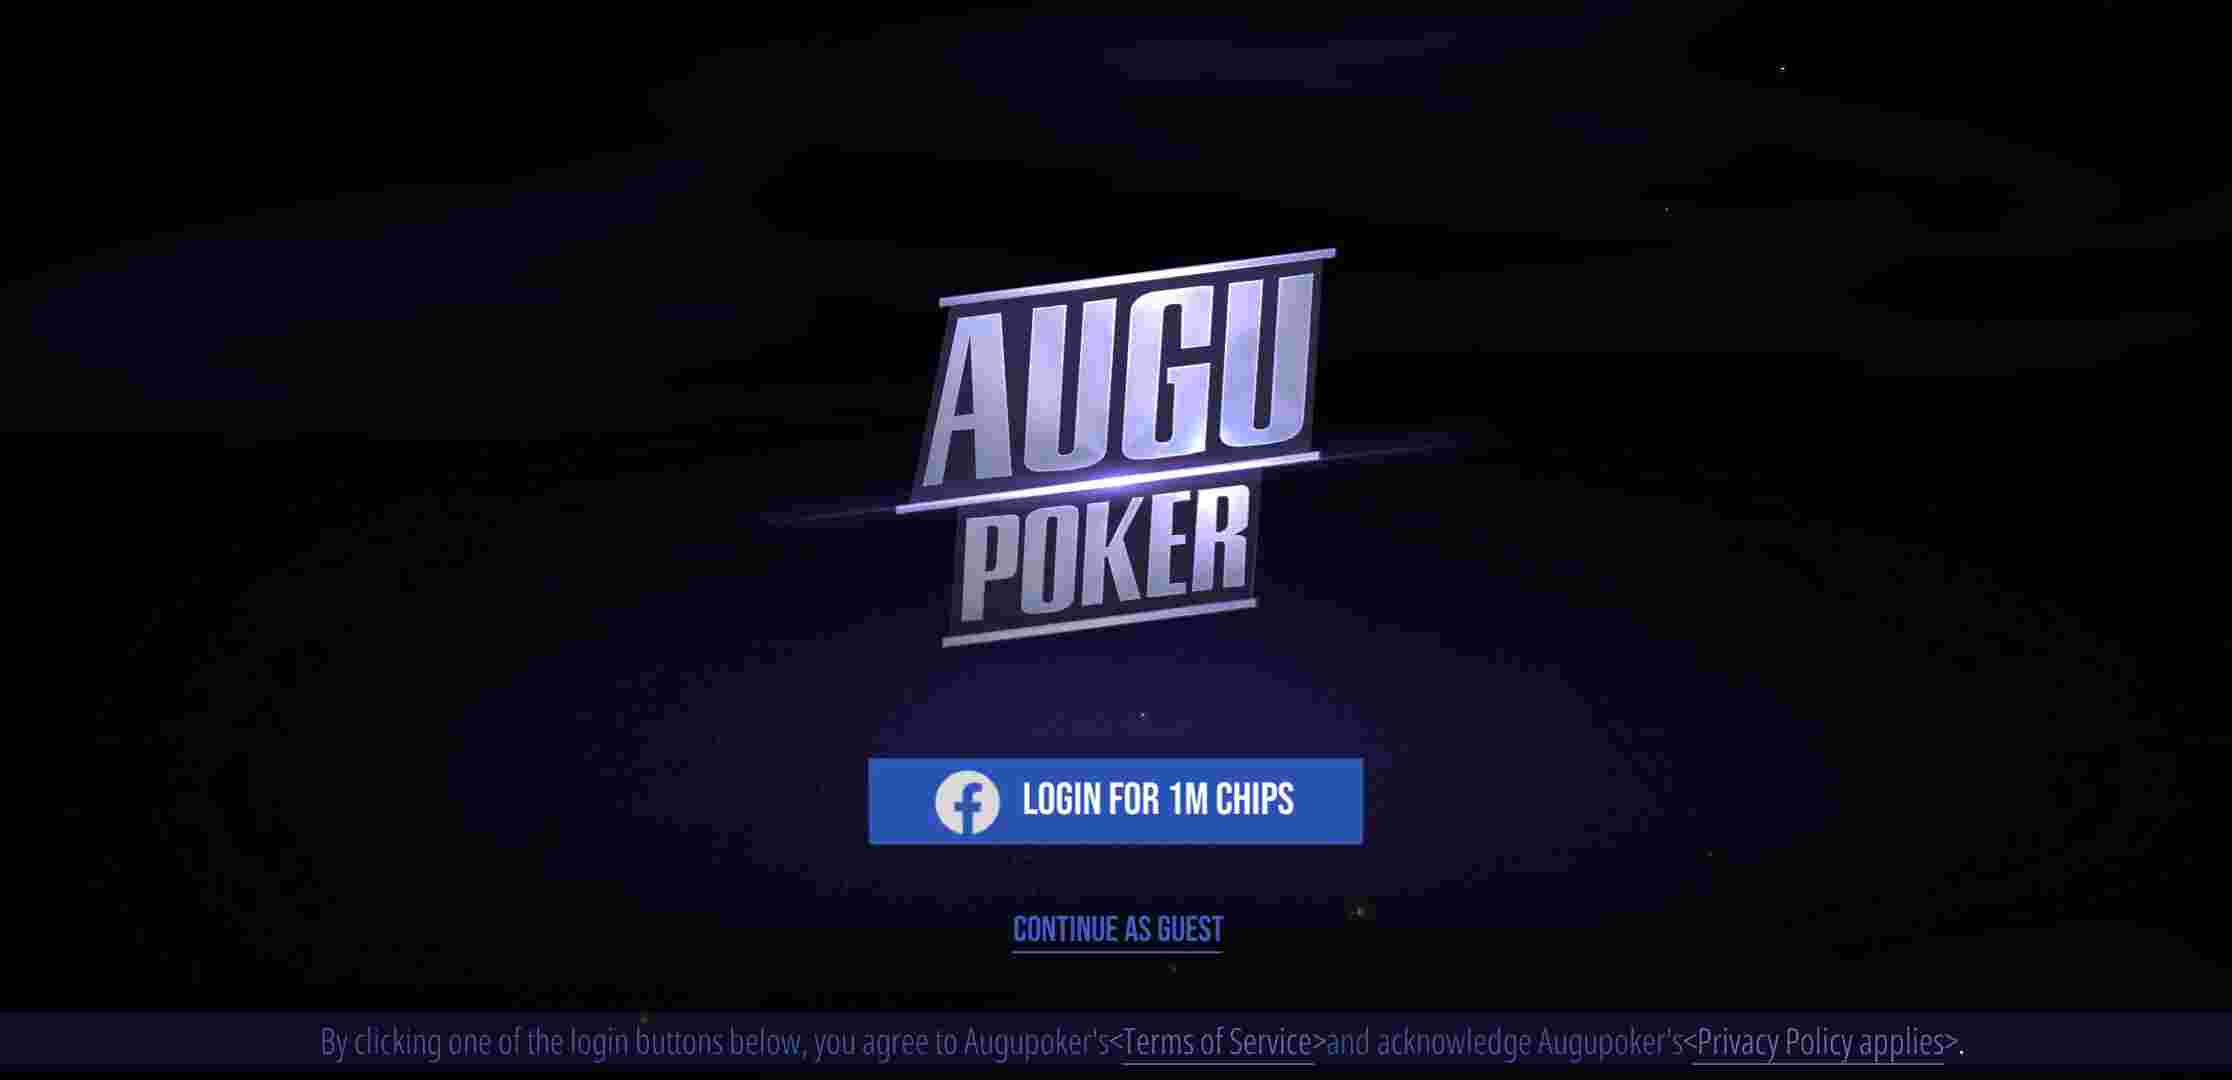 AUGU
POKER
LOGIN FOR 1M CHIPS
CONTINUE AS GUEST
By clicking one of the login buttons below, you agree to Augupoker's<Terms of Service>and acknowledge Augupoker's<Privacy Policy applies>.